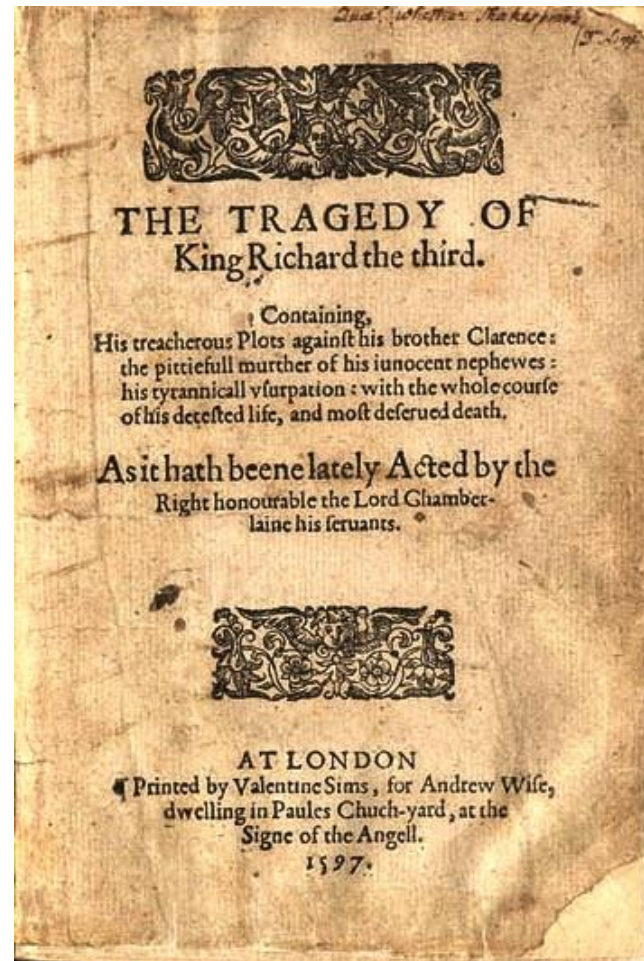 whether Shakespeare
THE TRAGEDY OF
King Richard the third.
Containing,
His treacherous Plots againſt his brother Clarence:
the pittiefull murther of his iunocent nephewes:
his tyrannicall vſurpation: with the whole courſe
of his deteſted life, and moſt deſerued death.
As it hath beene lately Acted by the
Right honourable the Lord Chamber-
laine his ſeruants.
AT LONDON
Printed by Valentine Sims, for Andrew Wiſe,
dwelling in Paules Chuch-yard, at the
Signe of the Angell.
1597.